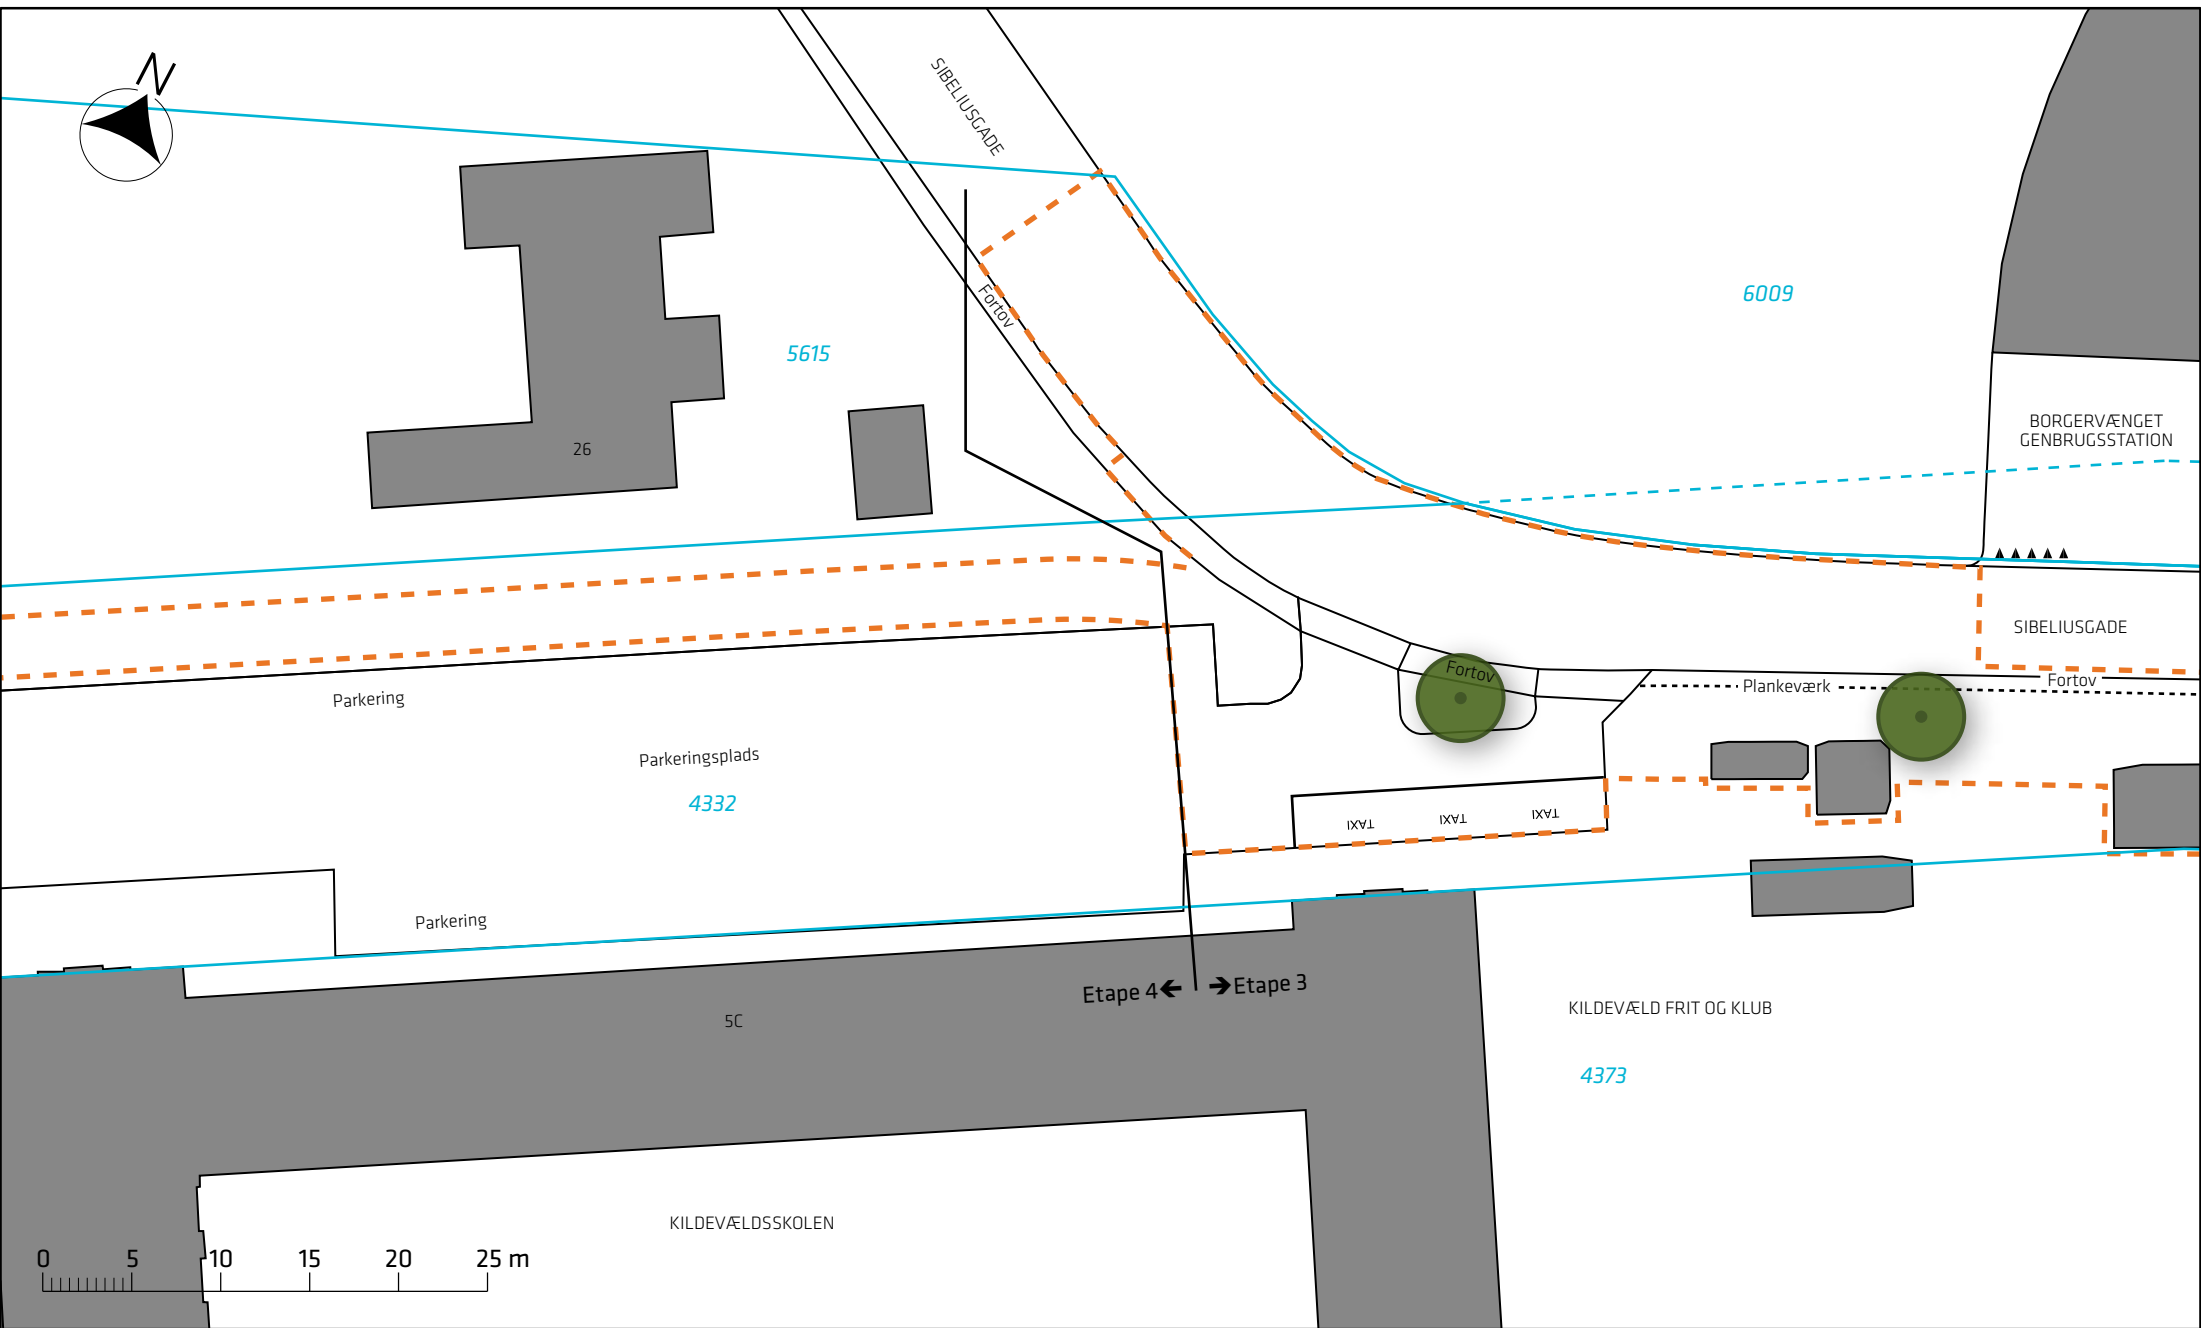 N
SIBELIUSGADE
Fortov
6009
5615
BORGERVÆNGET
GENBRUGSSTATION
26
SIBELIUSGADE
Fortov
Plankeværk
Fortov
Parkering
Parkeringsplads
4332
TAXI
TAXI
TAXI
Parkering
Etape 4
Etape 3
5C
KILDEVÆLD FRIT OG KLUB
4373
KILDEVÆLDSSKOLEN
0 5 10 15 20 25 m